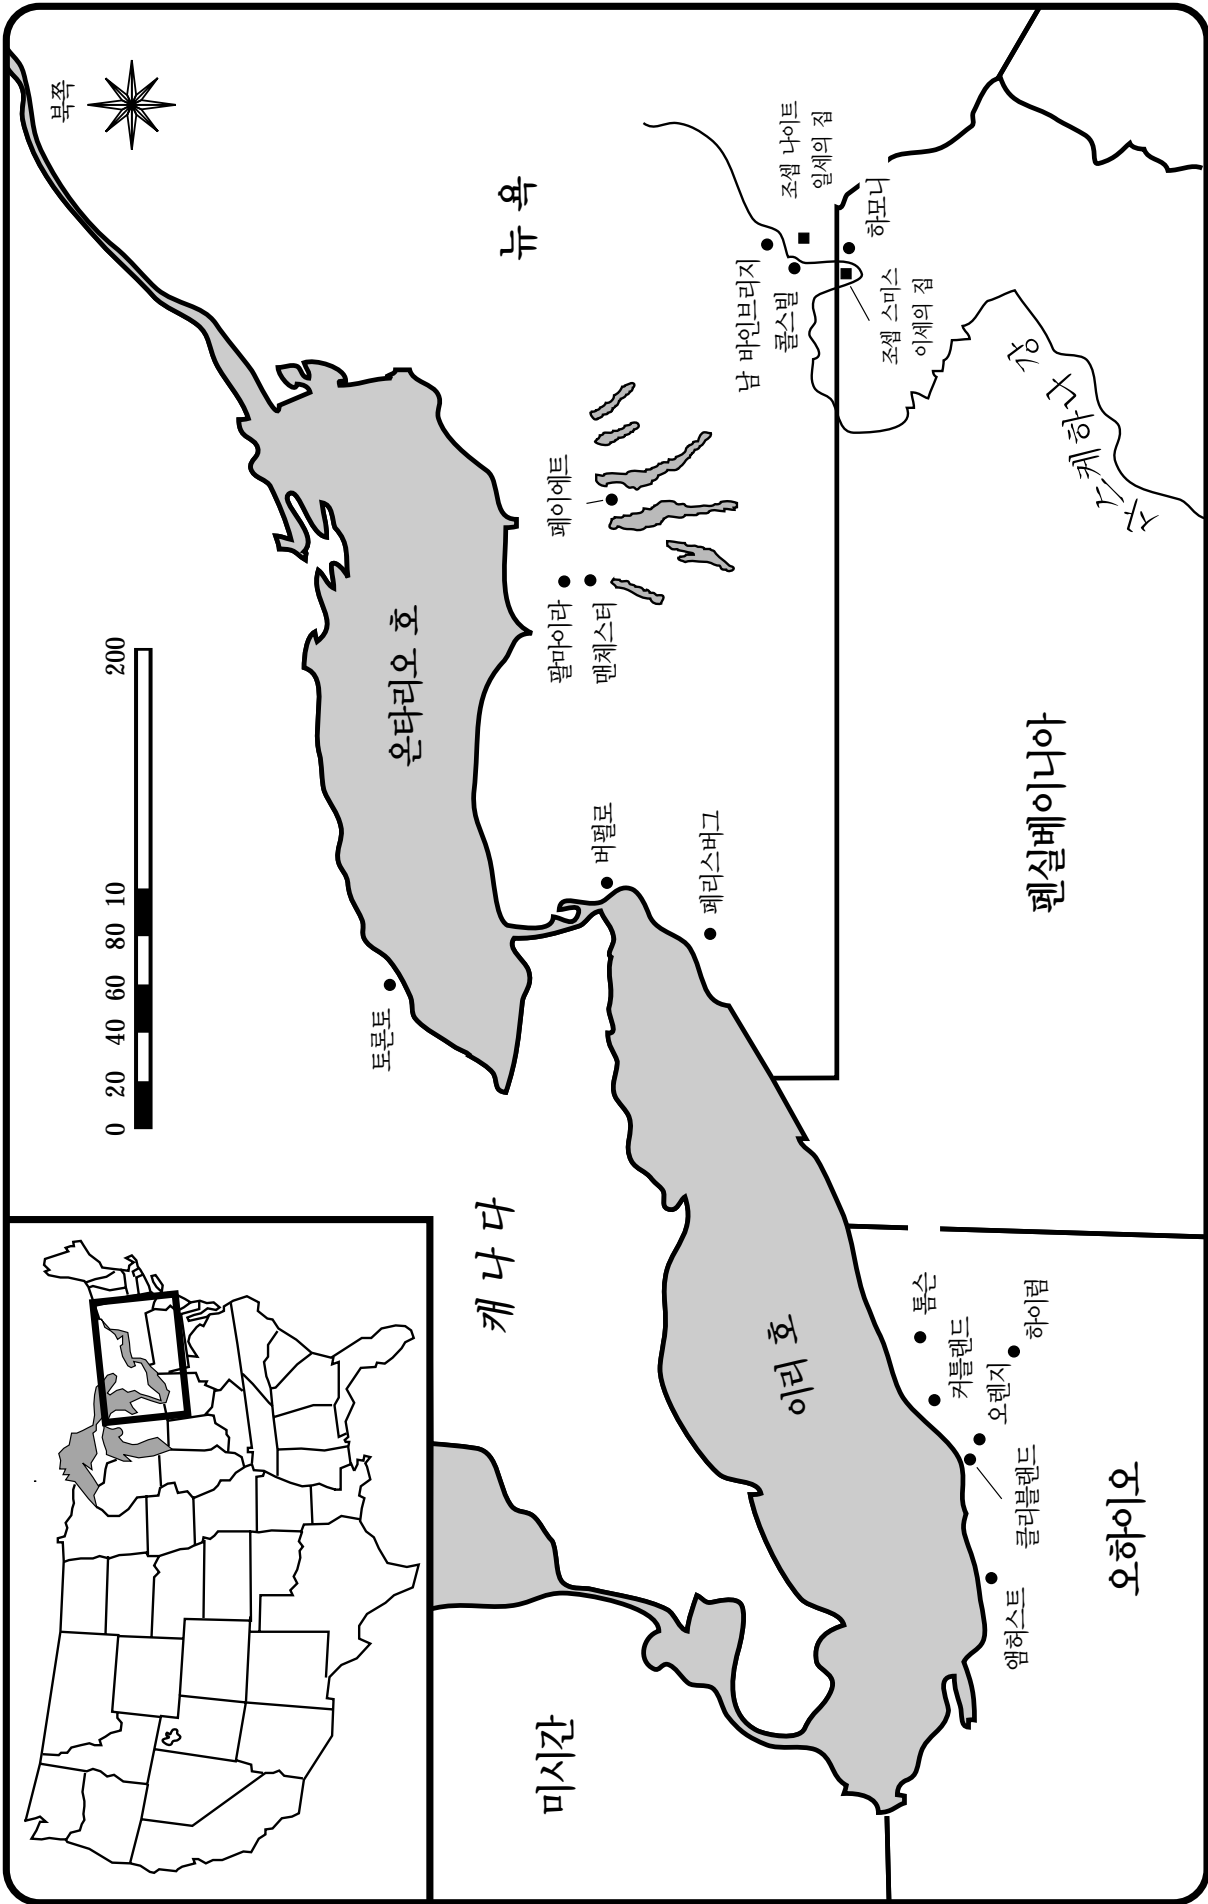 북쪽
0 20 40 60 80 10 200
뉴 욕
조셉 나이트
일세의 집
하모니
남 바인브리지
콜스빌
조셉 스미스
이세의 집
서스케하나 강
페이에트
팔마이라
맨체스터
온타리오 호
버펄로
페리스버그
토론토
펜실베이니아
캐 나 다
이리 호
톰슨
커틀랜드
하이럼
오렌지
클리블랜드
앰허스트
오하이오
미시간